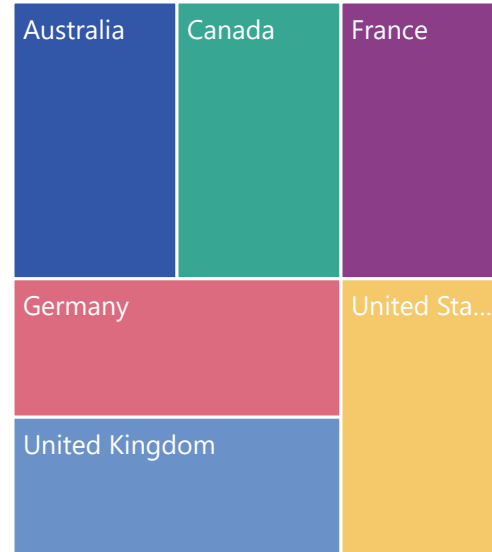 Australia
Canada
France
Germany
United Sta...
United Kingdom